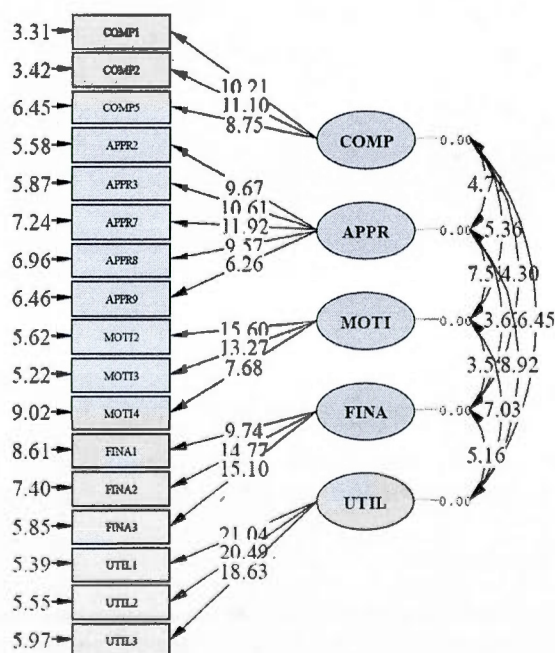 3.31 COMP1
3.42 COMP2
6.45 COMP5
5.58 APPR2
5.87 APPR3
7.24 APPR7
6.96 APPR8
6.46 APPR9
5.62 MOTI2
5.22 MOTI3
9.02 MOTI4
8.61 FINA1
7.40 FINA2
5.85 FINA3
5.39 UTIL1
5.55 UTIL2
5.97 UTIL3
10.21
11.10
8.75
9.67
10.61
11.92
9.57
6.26
15.60
13.27
7.68
9.74
14.77
15.10
21.04
20.49
18.63
COMP 0.00
APPR 0.00
MOTI 0.00
FINA 0.00
UTIL 0.00
5.36
4.30
6.45
8.92
7.03
5.16